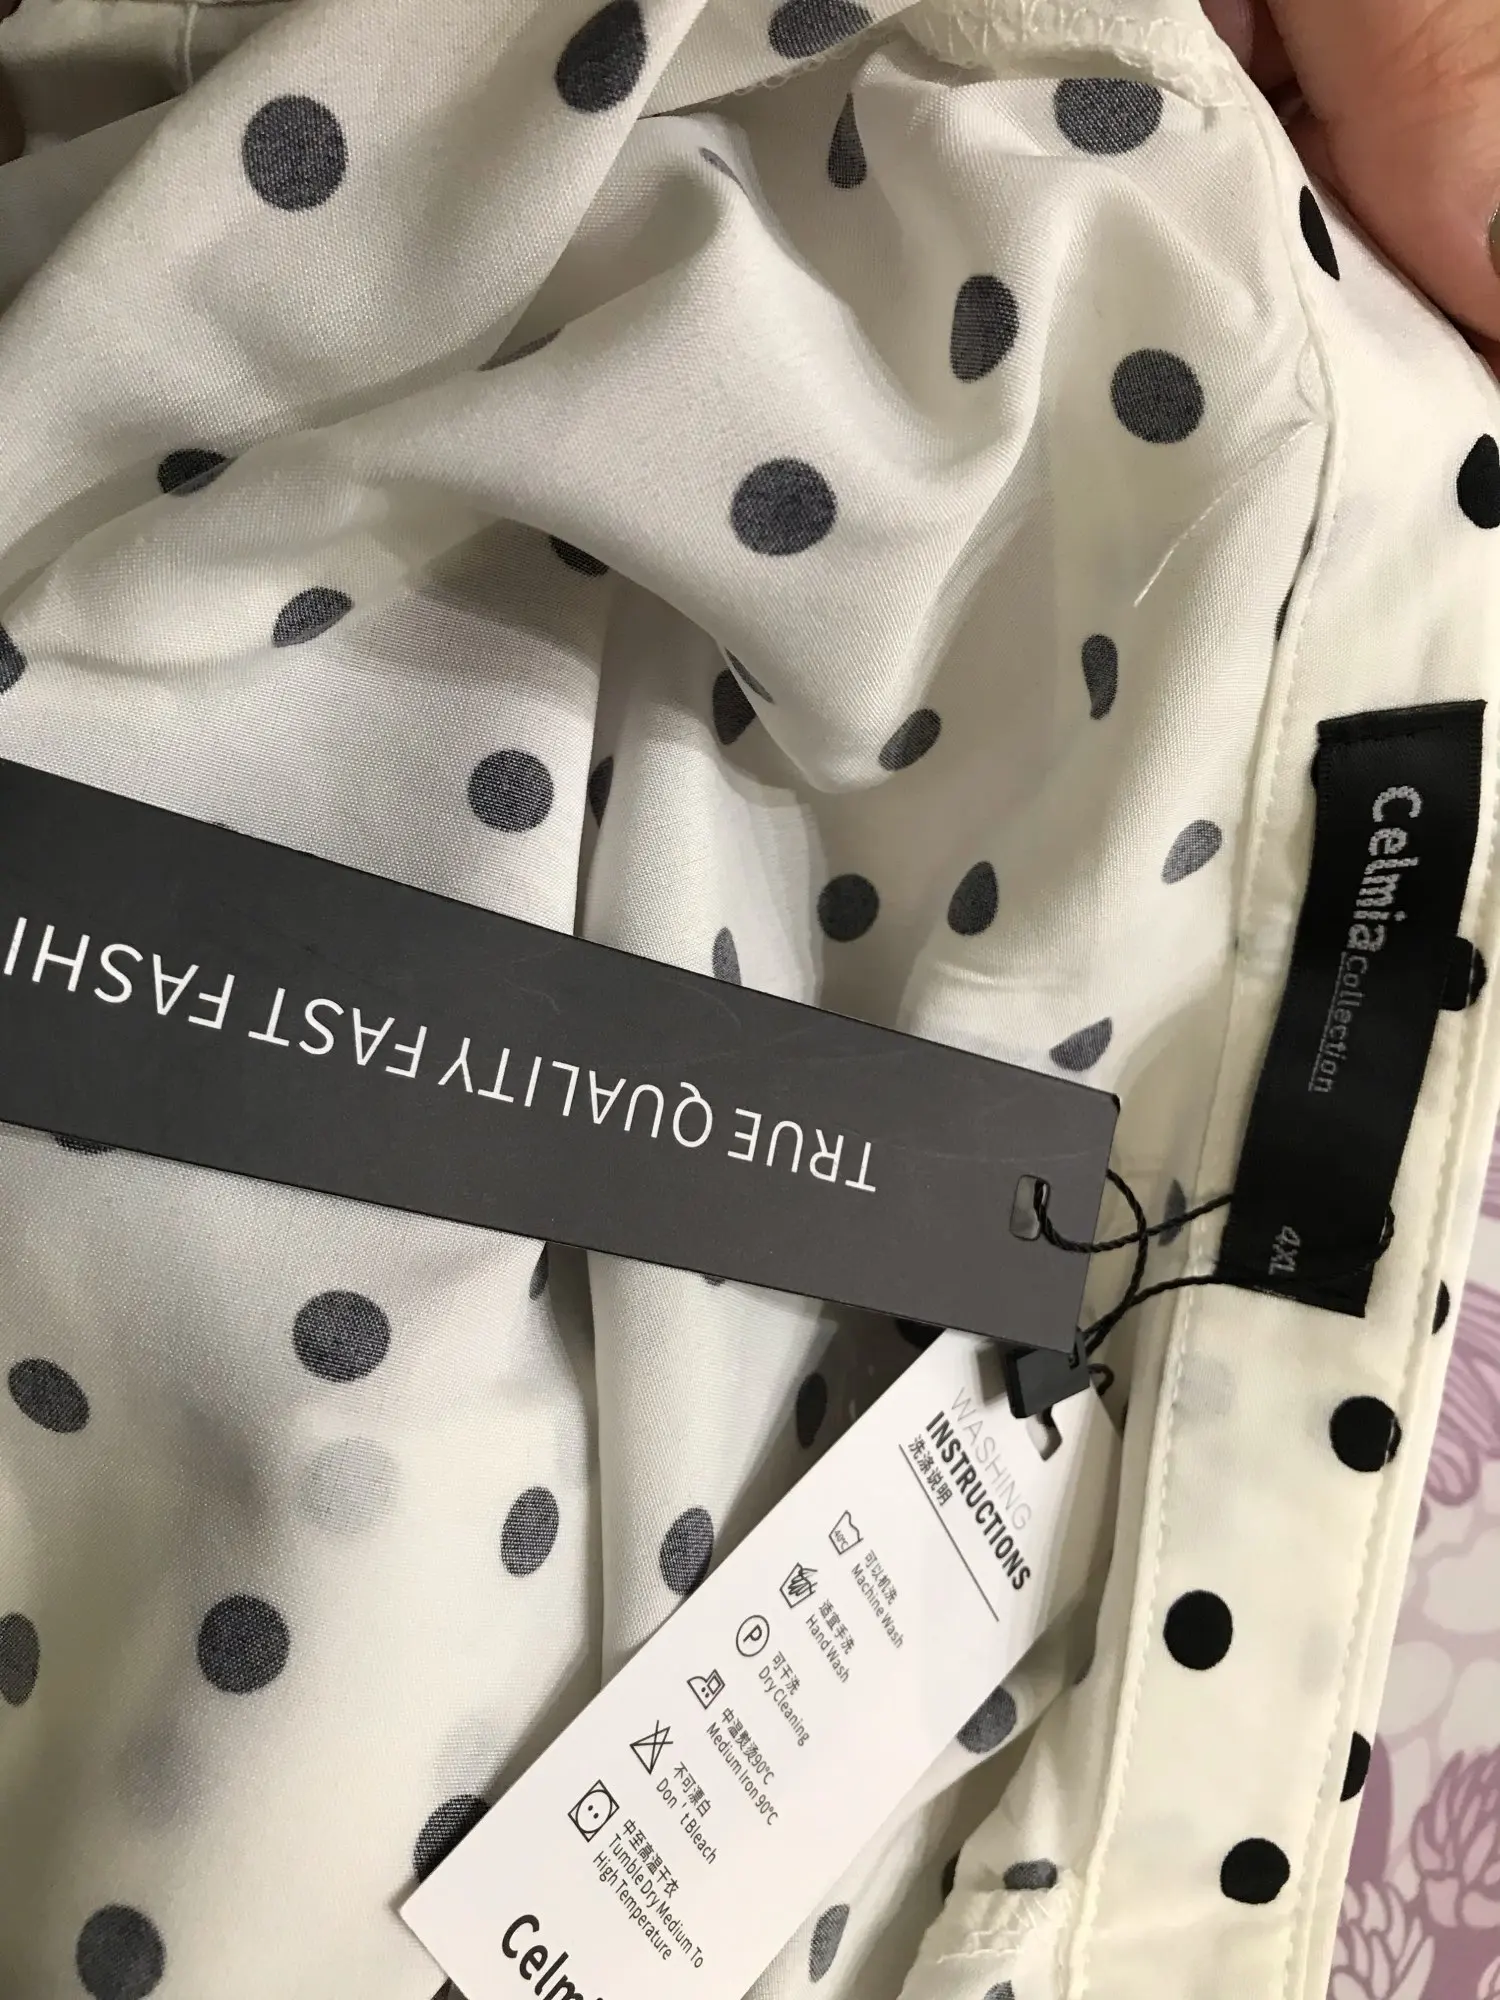 celmia collection
4XL
TRUE QUALITY FAST FASHI
WASHING
INSTRUCTIONS
洗涤说明
40℃
可以机洗
Machine Wash
适宜手洗
Hand Wash
P
可干洗
Dry Cleaning
中温熨烫90℃
Medium Iron 90℃
不可漂白
Don't Bleach
中至高温干衣
Tumble Dry Medium To
High Temperature
Celm